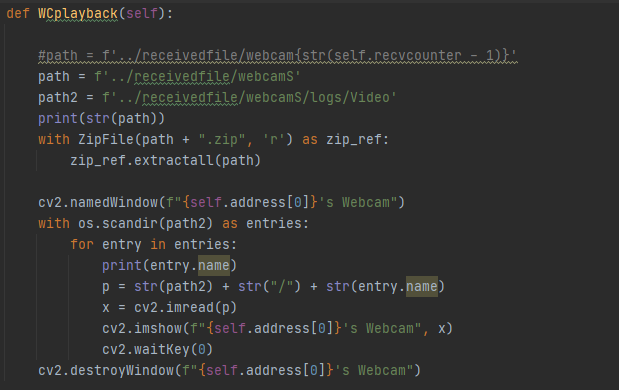 def WCplayback(self):
#path = f'../receivedfile/webcam{str(self.recvcounter - 1)}'
path = f'../receivedfile/webcamS'
path2 = f'../receivedfile/webcamS/logs/Video'
print(str(path))
with ZipFile(path + ".zip", 'r') as zip_ref:
zip_ref.extractall(path)
cv2.namedWindow(f"{self.address[0]}'s Webcam")
with os.scandir(path2) as entries:
for entry in entries:
print(entry.name)
p = str(path2) + str("/") + str(entry.name)
x = cv2.imread(p)
cv2.imshow(f"{self.address[0]}'s Webcam", x)
cv2.waitKey(0)
cv2.destroyWindow(f"{self.address[0]}'s Webcam")